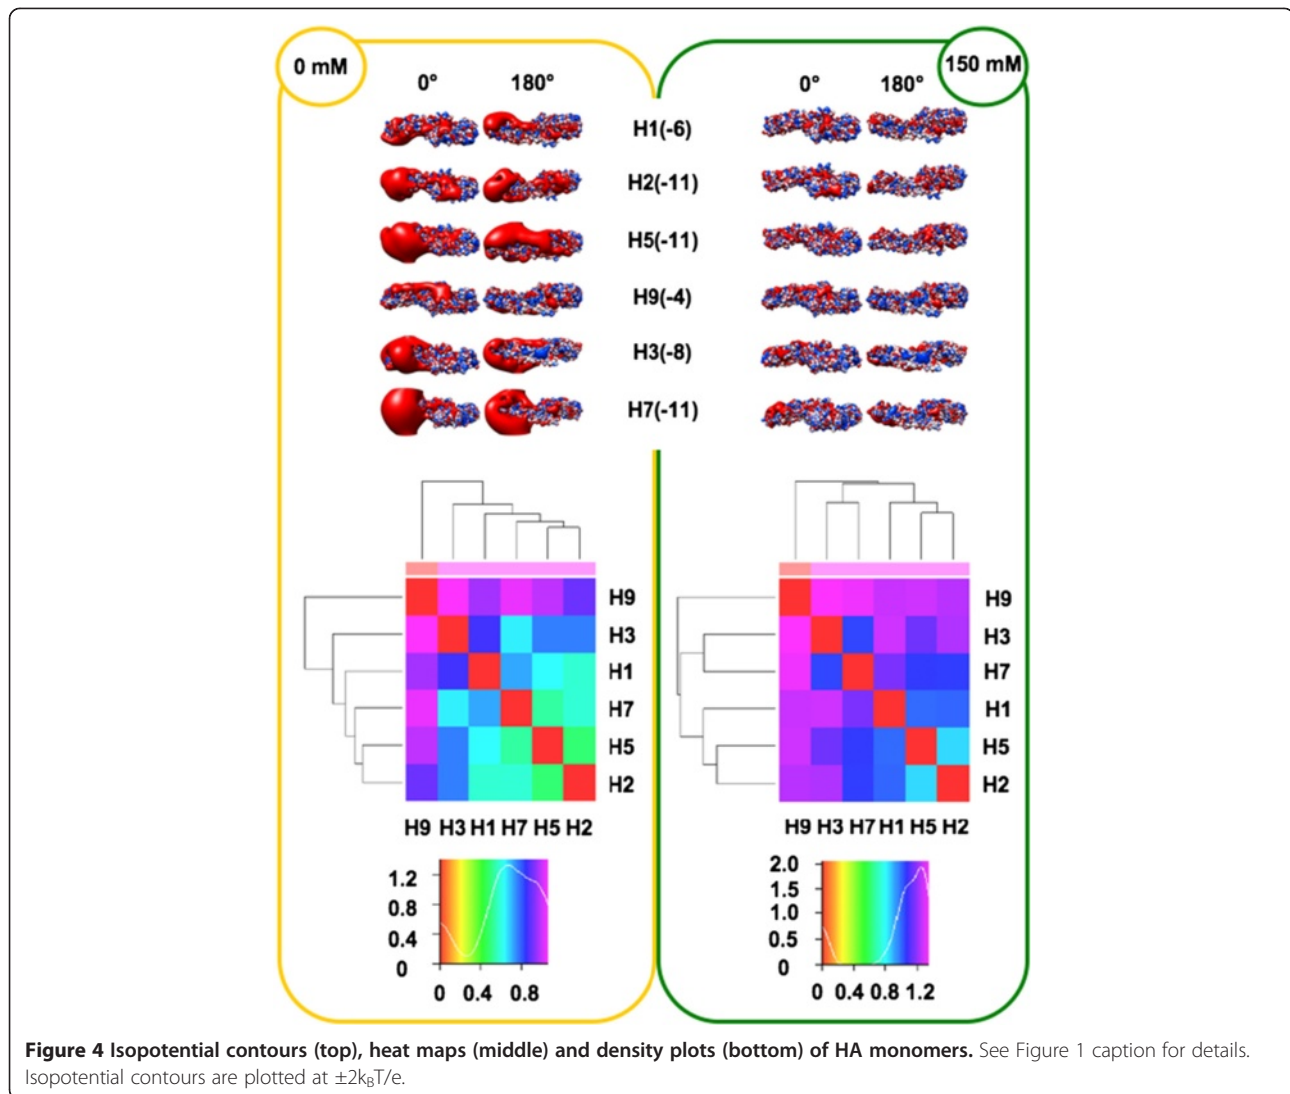 0 mM
150 mM
0° 180° 0° 180°
H1(-6)
H2(-11)
H5(-11)
H9(-4)
H3(-8)
H7(-11)
H9
H3
H1
H7
H5
H2
H9 H3 H1 H7 H5 H2
1.2
0.8
0.4
0
0 0.4 0.8
H9
H3
H7
H1
H5
H2
H9 H3 H7 H1 H5 H2
2.0
1.5
1.0
0.5
0
0 0.4 0.8 1.2
Figure 4 Isopotential contours (top), heat maps (middle) and density plots (bottom) of HA monomers. See Figure 1 caption for details.
Isopotential contours are plotted at ±2kBT/e.